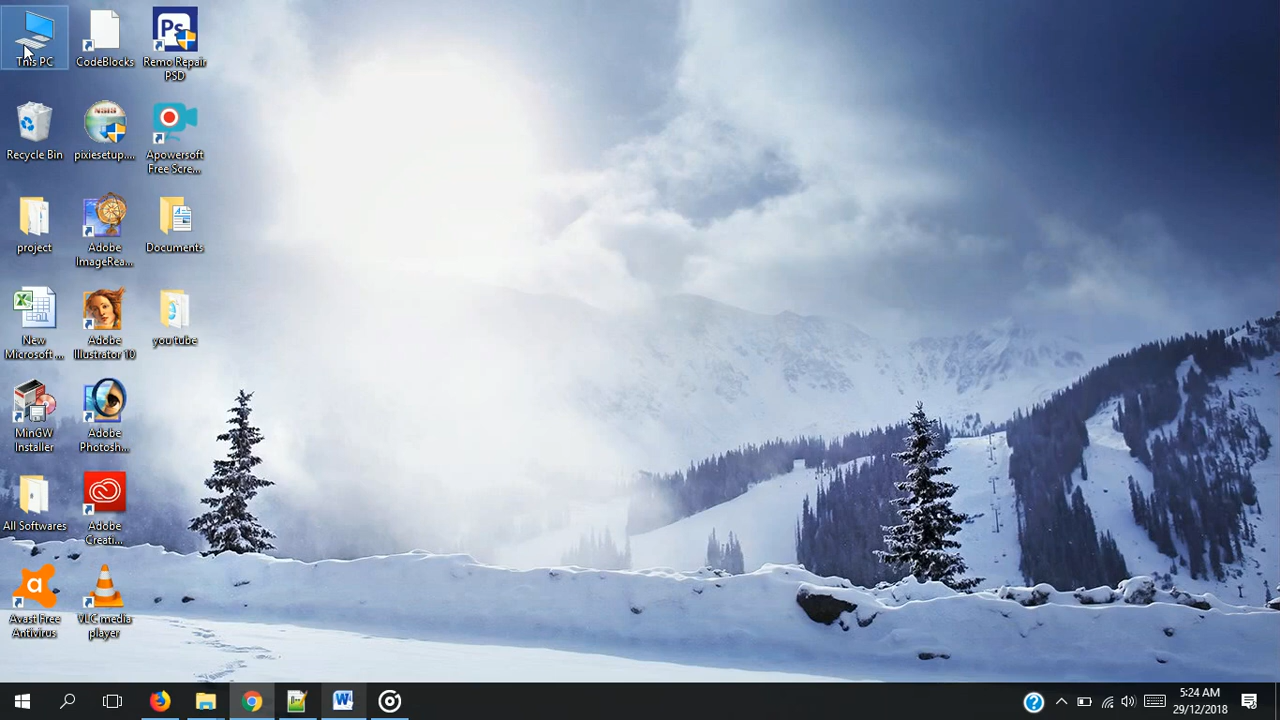 This PC
CodeBlocks
Remo Repair
PSD
Recycle Bin
pixiesetup....
Apowersoft
Free Scre...
project
Adobe
ImageRea...
Documents
New
Microsoft ...
Adobe
Illustrator 10
you tube
MinGW
Installer
Adobe
Photosh...
All Softwares
Adobe
Creati...
Avast Free
Antivirus
VLC media
player
5:24 AM
29/12/2018